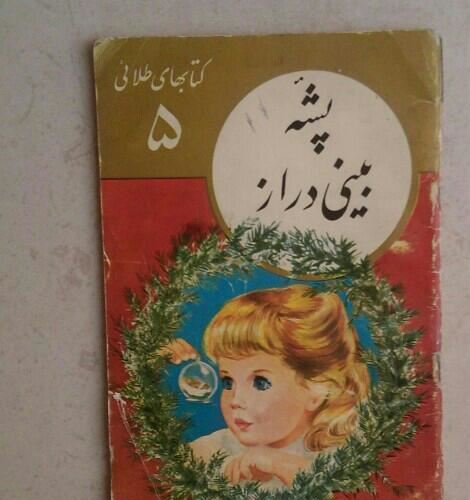 کتابهای طلائی
۵
پشهٔ
بینی دراز